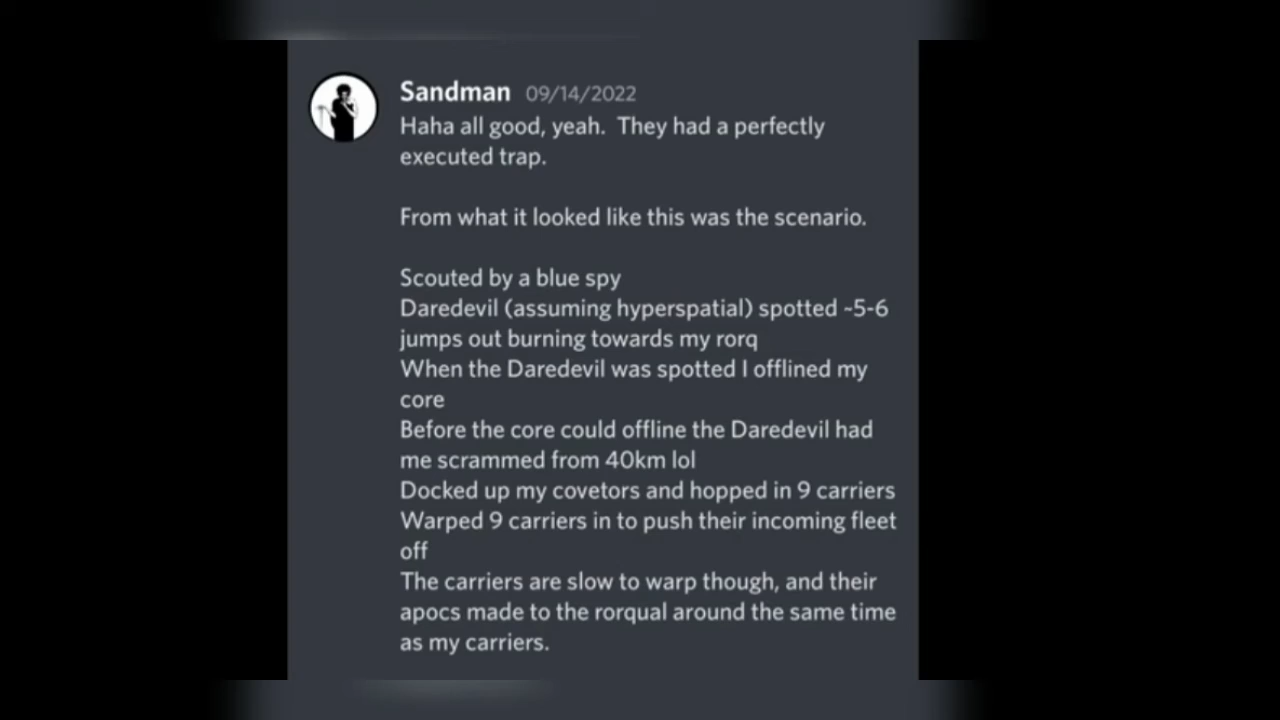 Sandman 09/14/2022
Haha all good, yeah. They had a perfectly
executed trap.
From what it looked like this was the scenario.
Scouted by a blue spy
Daredevil (assuming hyperspatial) spotted ~5-6
jumps out burning towards my rorq
When the Daredevil was spotted I offlined my
core
Before the core could offline the Daredevil had
me scrammed from 40km lol
Docked up my covetors and hopped in 9 carriers
Warped 9 carriers in to push their incoming fleet
off
The carriers are slow to warp though, and their
apocs made to the rorqual around the same time
as my carriers.